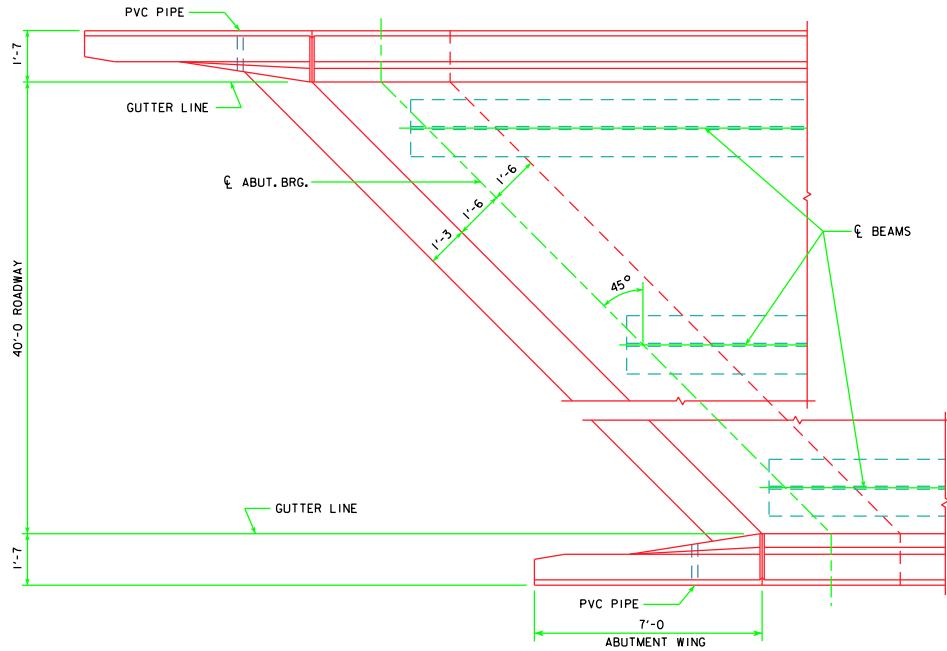 PVC PIPE
1'-7
GUTTER LINE
℄ ABUT. BRG.
1'-6
1'-6
1'-3
℄ BEAMS
45°
40'-0 ROADWAY
GUTTER LINE
1'-7
PVC PIPE
7'-0
ABUTMENT WING